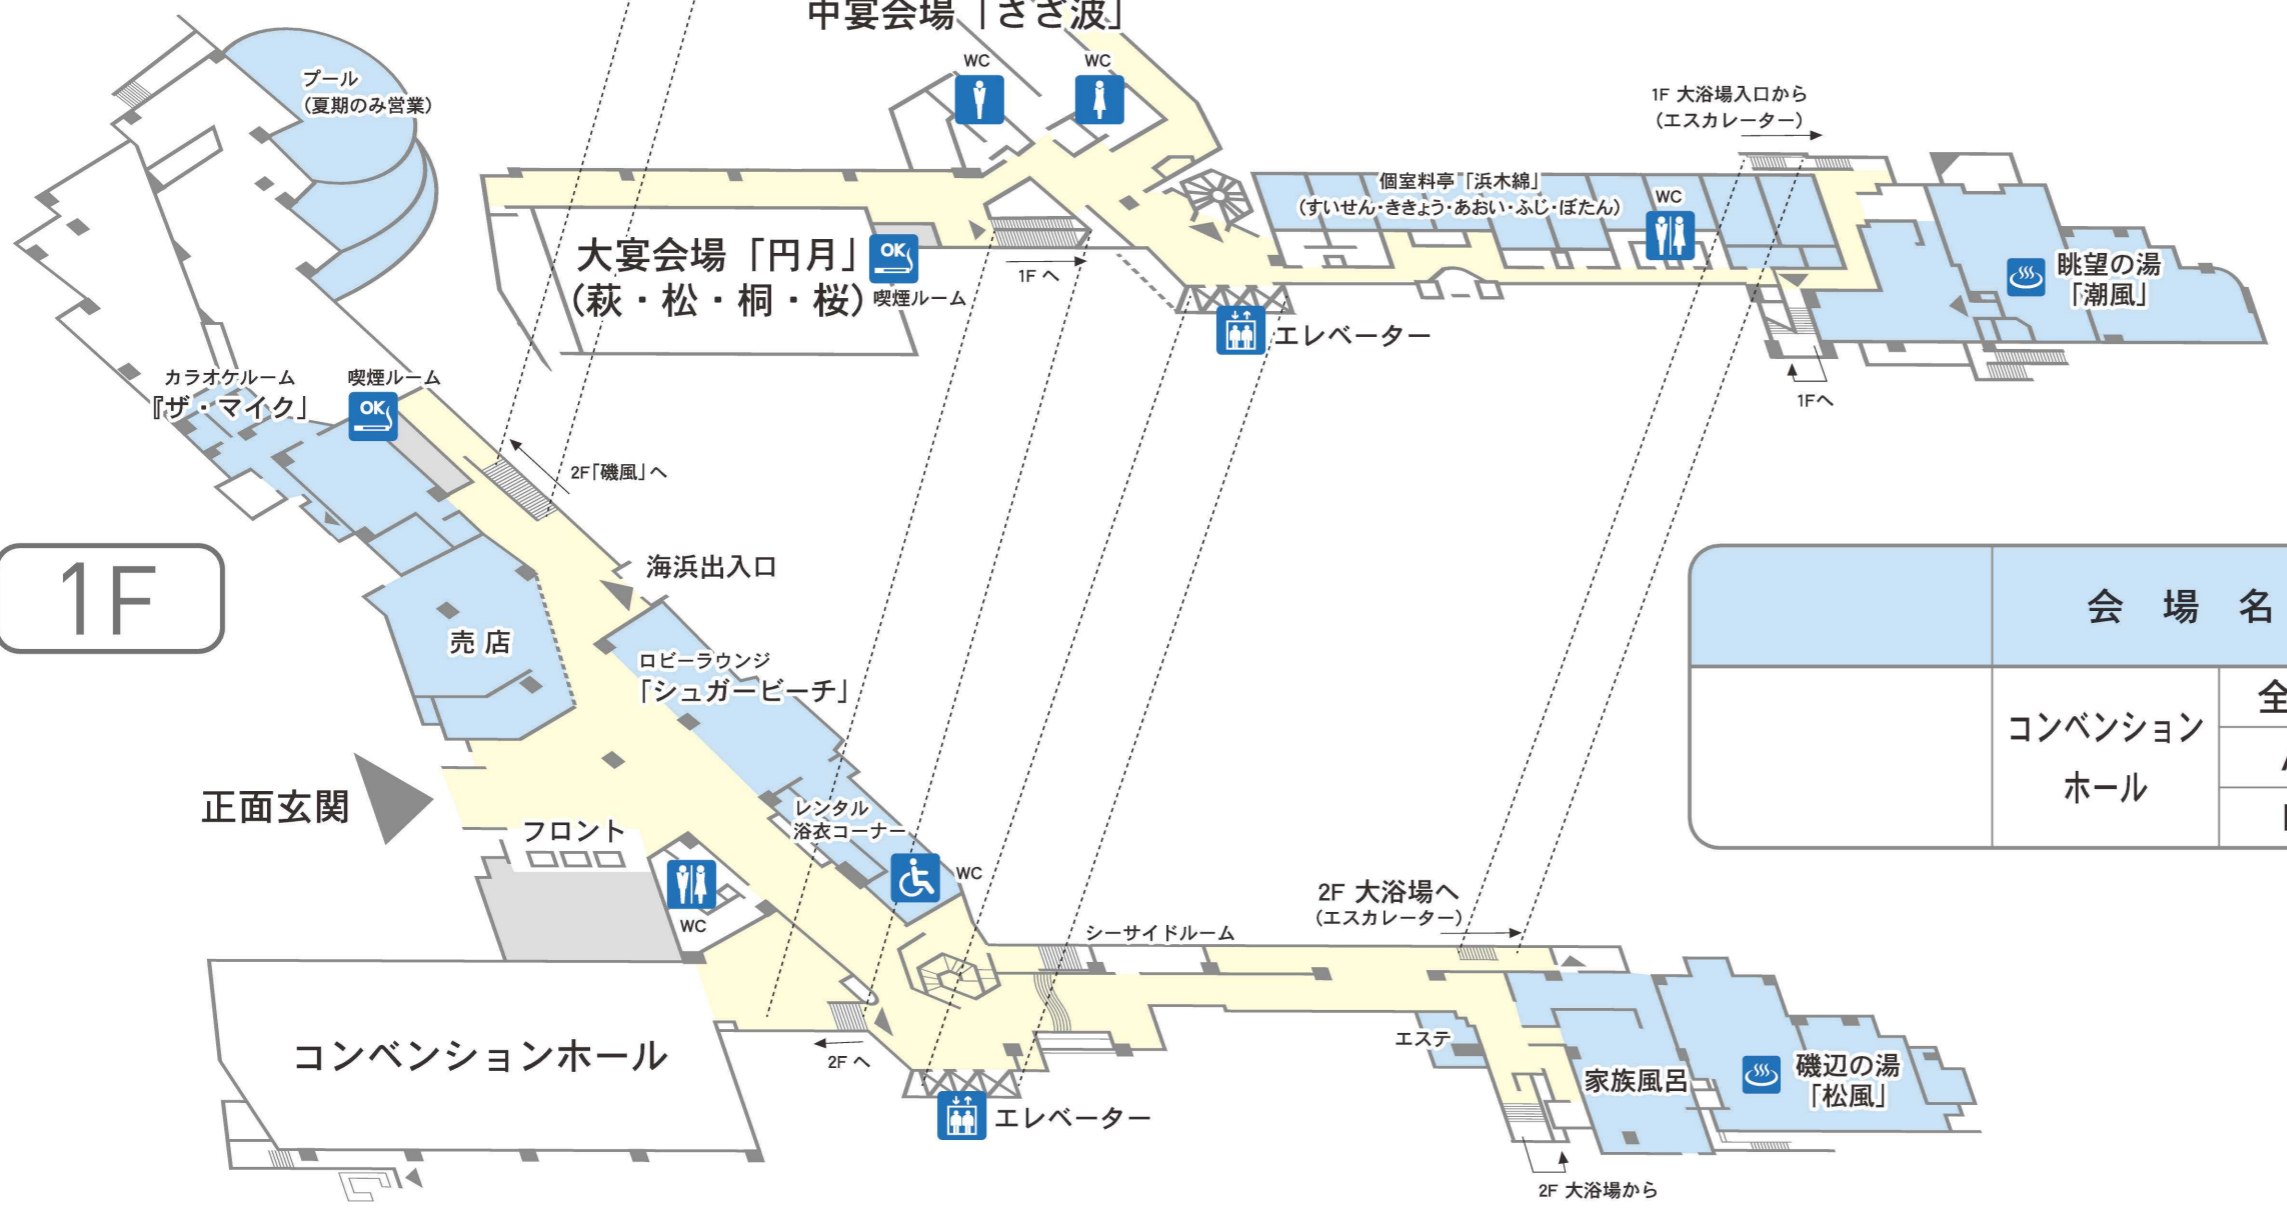 中宴会場「さざ波」
WC
WC
プール
(夏期のみ営業)
1F 大浴場入口から
(エスカレーター)
個室料亭「浜木綿」
(すいせん・ききょう・あおい・ふじ・ぼたん)
WC
大宴会場「円月」
(萩・松・桐・桜)
OK
喫煙ルーム
1F へ
エレベーター
眺望の湯
「潮風」
1Fへ
カラオケルーム
『ザ・マイク』
喫煙ルーム
OK
2F「磯風」へ
海浜出入口
1F
売店
ロビーラウンジ
「シュガービーチ」
会場名
コンベンション
ホール
全
正面玄関
フロント
レンタル
浴衣コーナー
WC
WC
2F 大浴場へ
(エスカレーター)
シーサイドルーム
コンベンションホール
2F へ
エレベーター
エステ
家族風呂
磯辺の湯
「松風」
2F 大浴場から